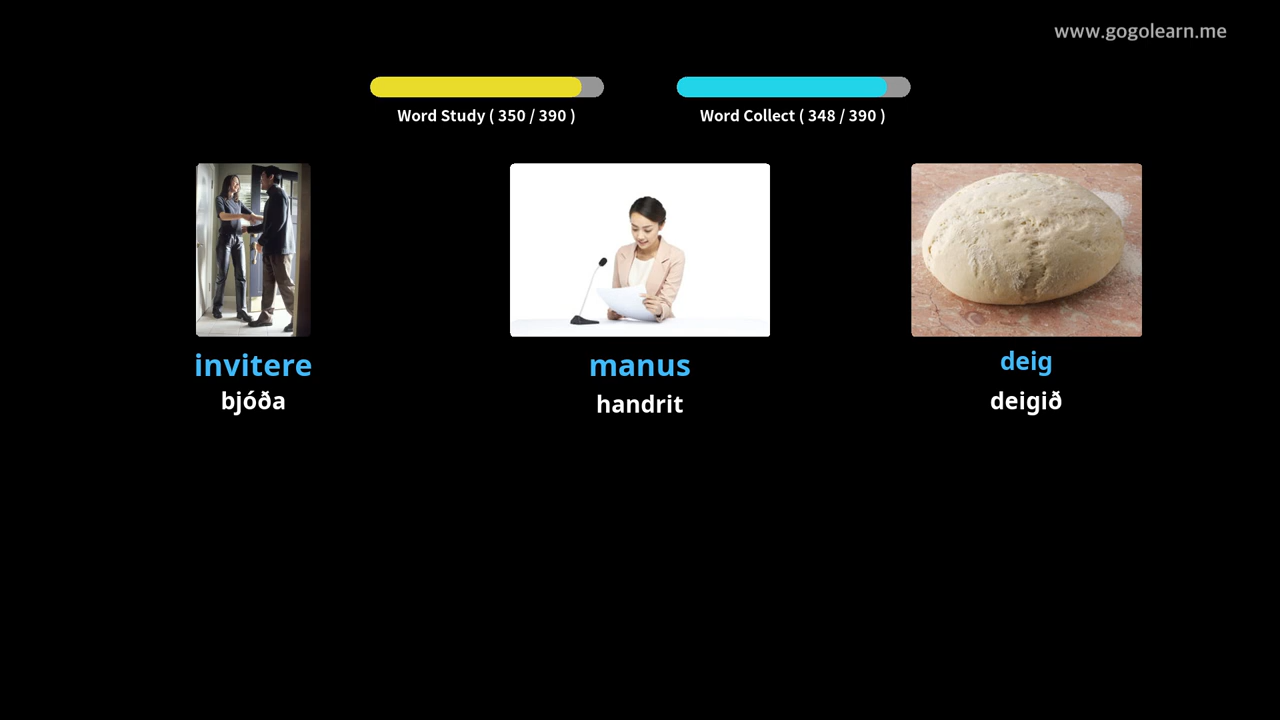 www.gogolearn.me
Word Study ( 350 / 390 )
Word Collect ( 348 / 390 )
invitere
bjóða
manus
handrit
deig
deigið